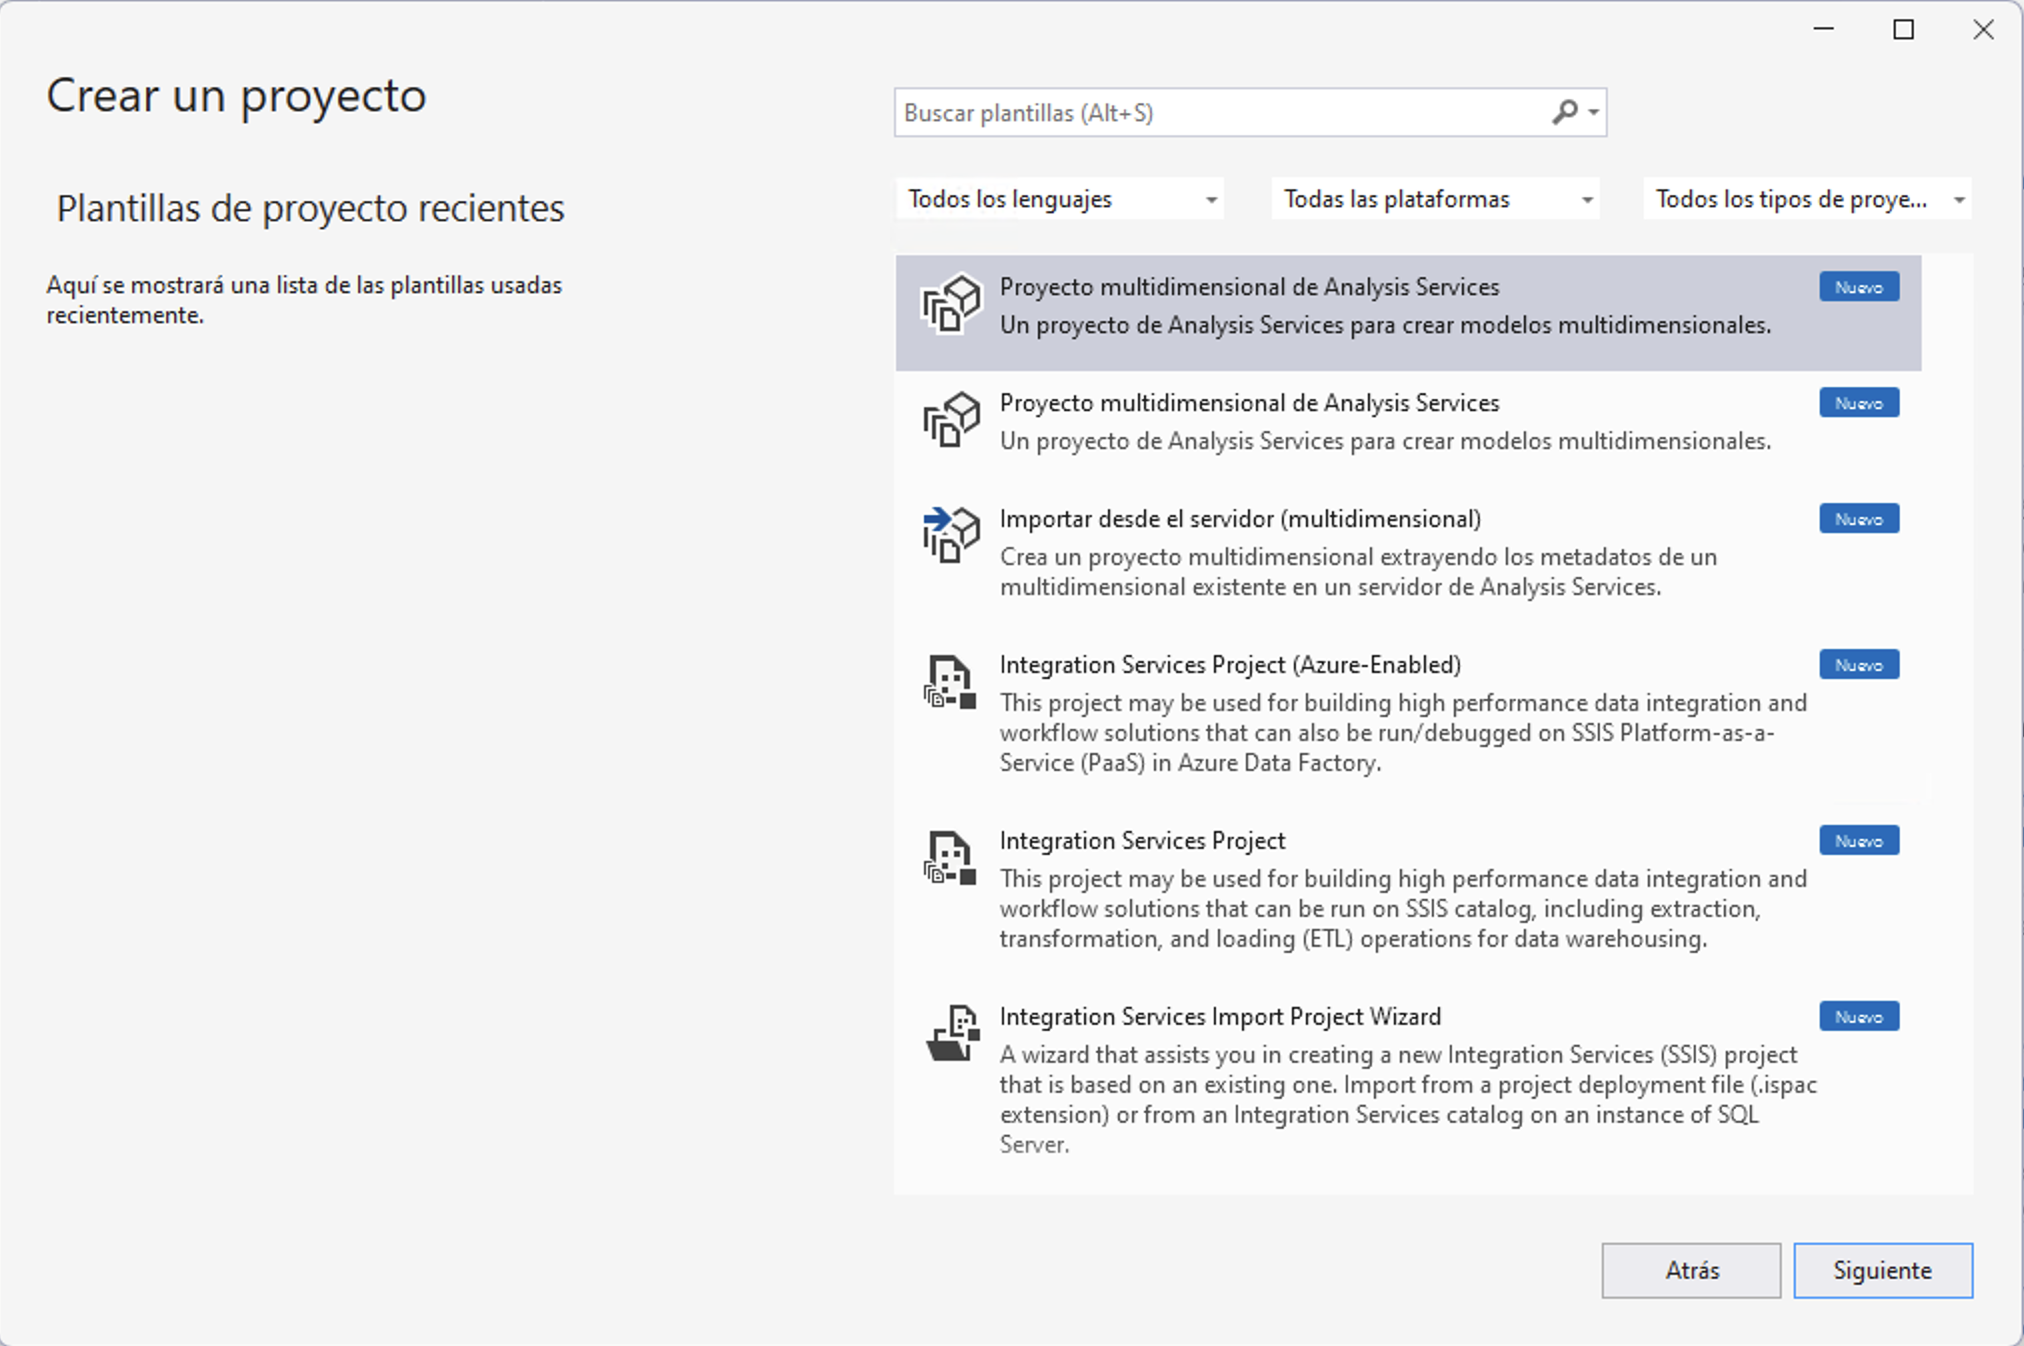 Crear un proyecto
Buscar plantillas (Alt+S)
Plantillas de proyecto recientes
Todos los lenguajes
Todas las plataformas
Todos los tipos de proye...
Aquí se mostrará una lista de las plantillas usadas
recientemente.
Proyecto multidimensional de Analysis Services
Nuevo
Un proyecto de Analysis Services para crear modelos multidimensionales.
Proyecto multidimensional de Analysis Services
Nuevo
Un proyecto de Analysis Services para crear modelos multidimensionales.
Importar desde el servidor (multidimensional)
Nuevo
Crea un proyecto multidimensional extrayendo los metadatos de un
multidimensional existente en un servidor de Analysis Services.
Integration Services Project (Azure-Enabled)
Nuevo
This project may be used for building high performance data integration and
workflow solutions that can also be run/debugged on SSIS Platform-as-a-
Service (PaaS) in Azure Data Factory.
Integration Services Project
Nuevo
This project may be used for building high performance data integration and
workflow solutions that can be run on SSIS catalog, including extraction,
transformation, and loading (ETL) operations for data warehousing.
Integration Services Import Project Wizard
Nuevo
A wizard that assists you in creating a new Integration Services (SSIS) project
that is based on an existing one. Import from a project deployment file (.ispac
extension) or from an Integration Services catalog on an instance of SQL
Server.
Atrás
Siguiente